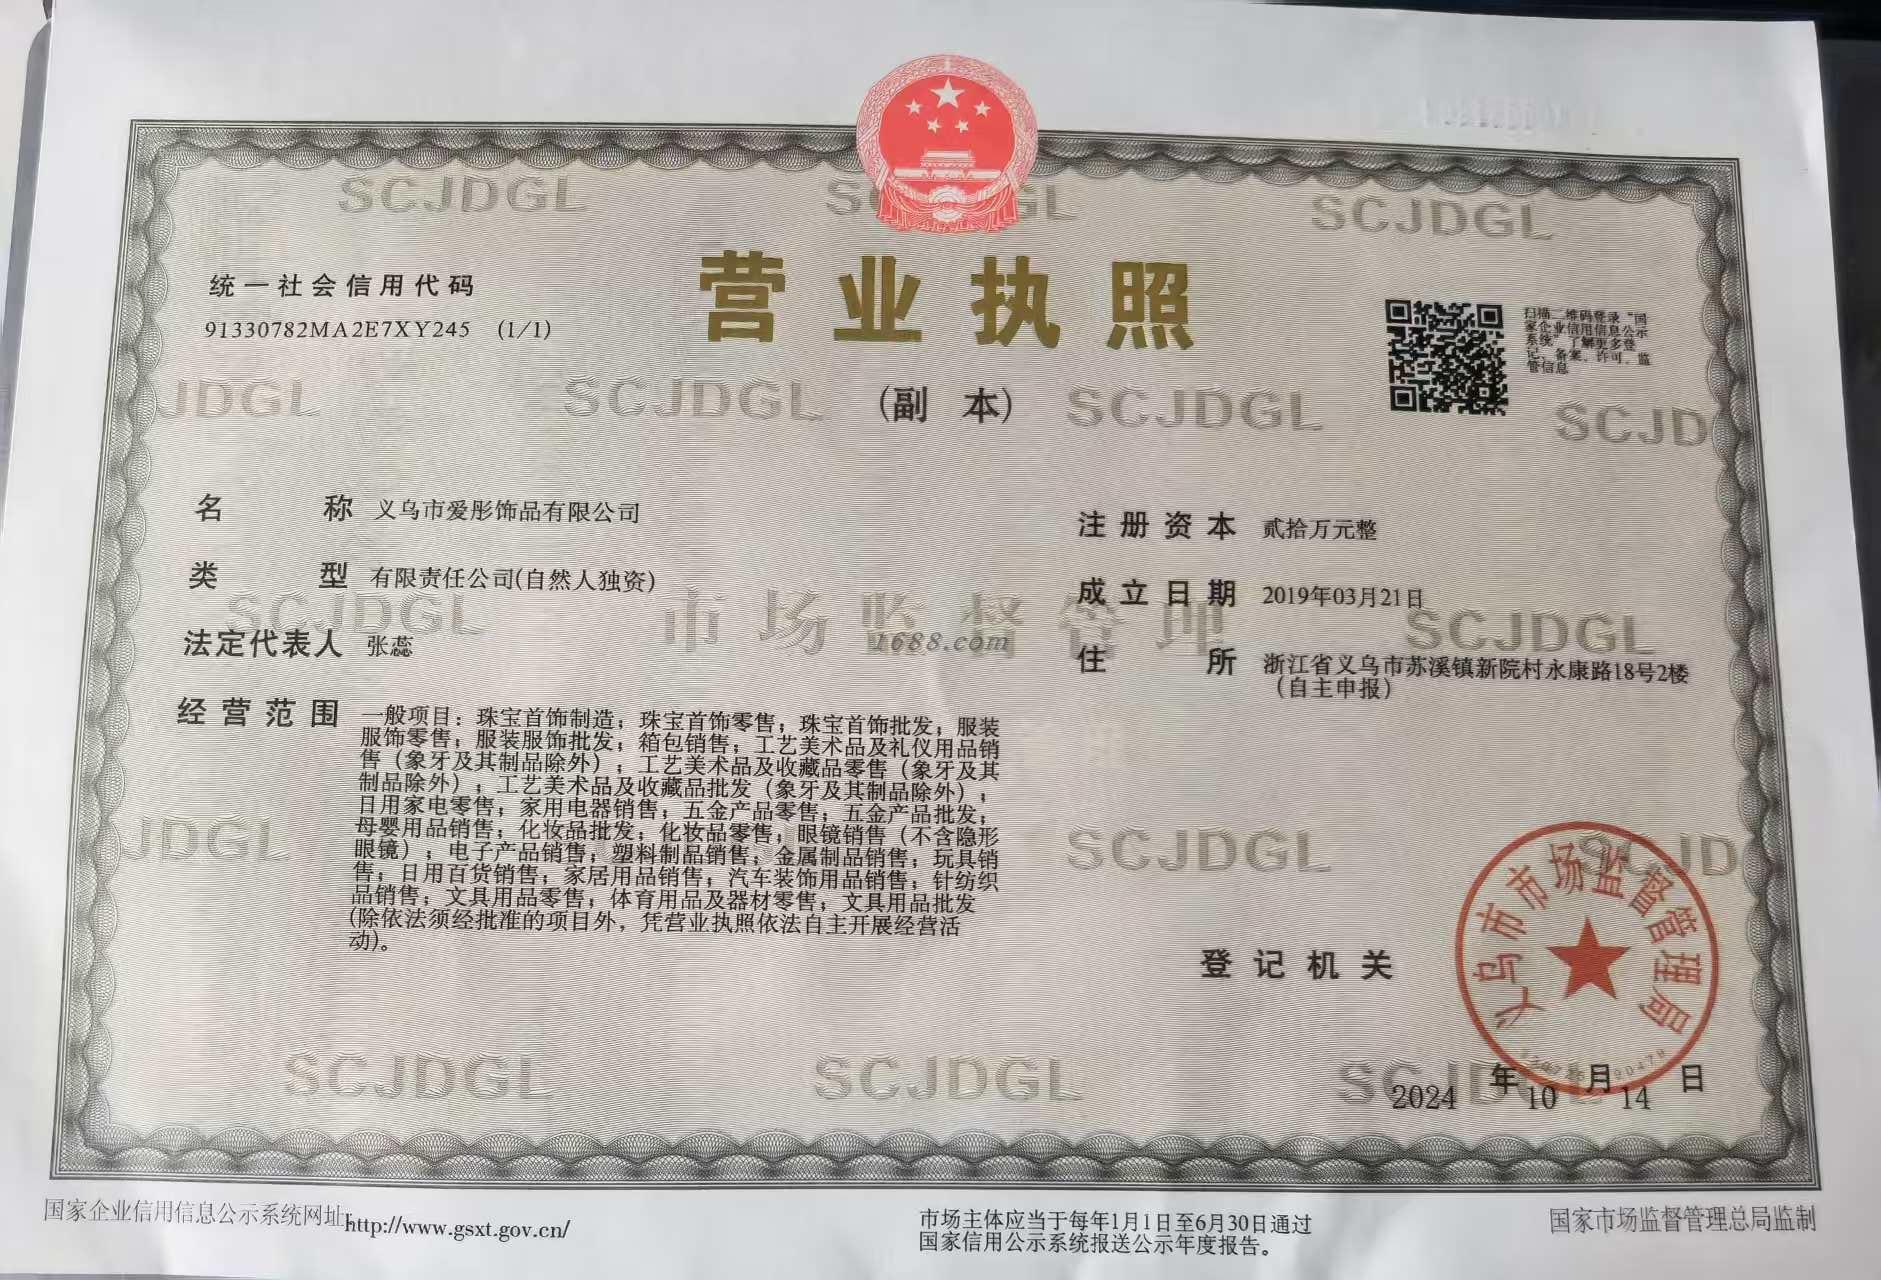 SCJDGL SCJDGL SCJDGL
统一社会信用代码
91330782MA2E7XY245 (1/1)
营业执照
(副 本)
扫描二维码登录"国
家企业信用信息公示
系统"了解更多登
记、备案、许可、监
管信息
JDGL SCJDGL SCJDGL SCJD
名 称 义乌市爱彤饰品有限公司
类 型 有限责任公司(自然人独资)
法定代表人 张蕊
经营范围 一般项目：珠宝首饰制造；珠宝首饰零售；珠宝首饰批发；服装
服饰零售；服装服饰批发；箱包销售；工艺美术品及礼仪用品销
售（象牙及其制品除外）；工艺美术品及收藏品零售（象牙及其
制品除外）；工艺美术品及收藏品批发（象牙及其制品除外）；
日用家电零售；家用电器销售；五金产品零售；五金产品批发；
母婴用品销售；化妆品批发；化妆品零售；眼镜销售（不含隐形
眼镜）；电子产品销售；塑料制品销售；金属制品销售；玩具销
售；日用百货销售；家居用品销售；汽车装饰用品销售；针纺织
品销售；文具用品零售；体育用品及器材零售；文具用品批发
(除依法须经批准的项目外，凭营业执照依法自主开展经营活
动)。
注册资本 贰拾万元整
成立日期 2019年03月21日
住 所 浙江省义乌市苏溪镇新院村永康路18号2楼
（自主申报）
SCJDGL 市场监督管理 SCJDGL
1688.com
JDGL SCJDGL SCJD
登记机关
义乌市市场监督管理局
2024 年 10 月 14 日
SCJDGL SCJDGL SCJDGL
国家企业信用信息公示系统网址: http://www.gsxt.gov.cn/
市场主体应当于每年1月1日至6月30日通过
国家信用公示系统报送公示年度报告。
国家市场监督管理总局监制